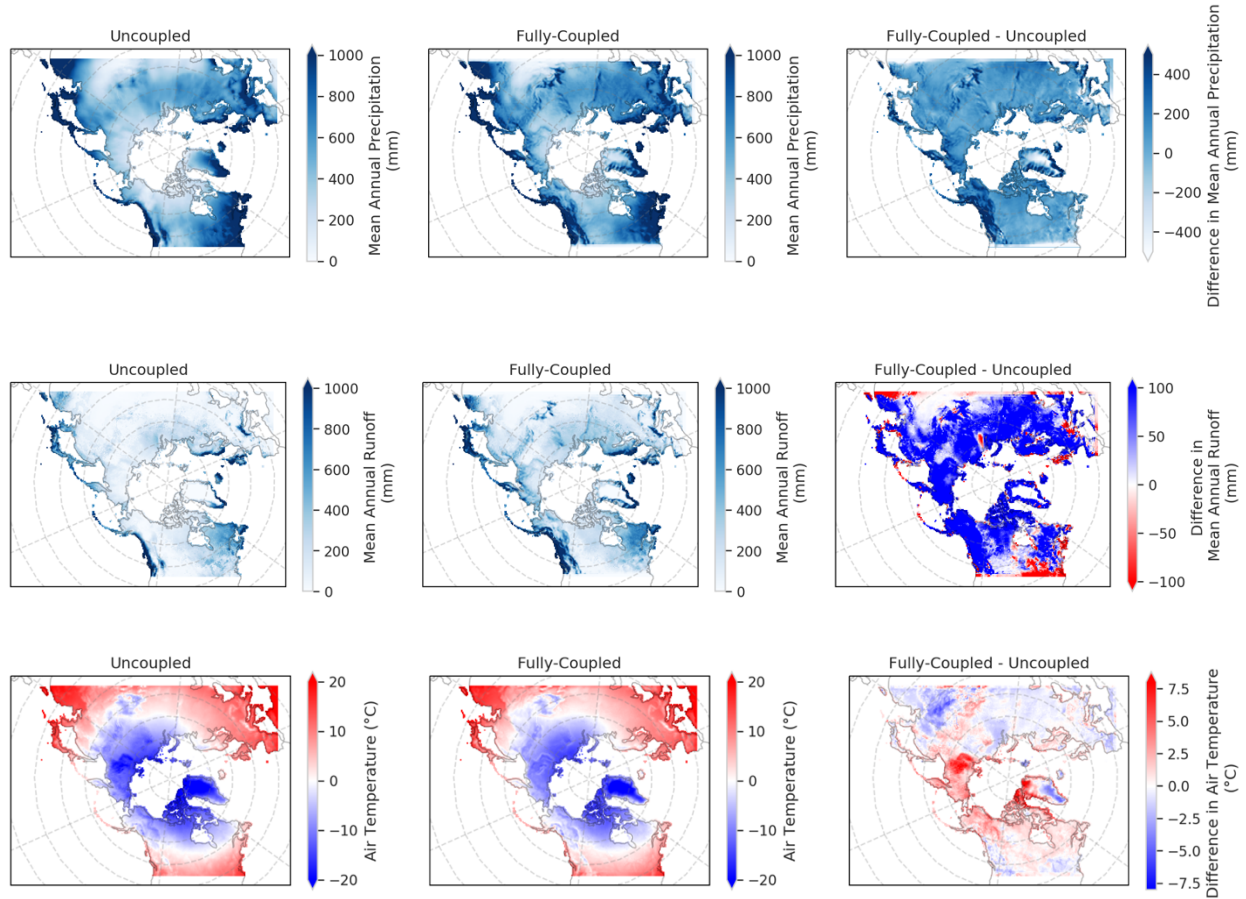 Uncoupled
1000
800
600
400
200
0
Mean Annual Precipitation
(mm)
Fully-Coupled
1000
800
600
400
200
0
Mean Annual Precipitation
(mm)
Fully-Coupled - Uncoupled
400
200
0
−200
−400
Difference in Mean Annual Precipitation
(mm)
Uncoupled
1000
800
600
400
200
0
Mean Annual Runoff
(mm)
Fully-Coupled
1000
800
600
400
200
0
Mean Annual Runoff
(mm)
Fully-Coupled - Uncoupled
100
50
0
−50
−100
Difference in
Mean Annual Runoff
(mm)
Uncoupled
20
10
0
−10
−20
Air Temperature (°C)
Fully-Coupled
20
10
0
−10
−20
Air Temperature (°C)
Fully-Coupled - Uncoupled
7.5
5.0
2.5
0.0
−2.5
−5.0
−7.5
Difference in Air Temperature
(°C)